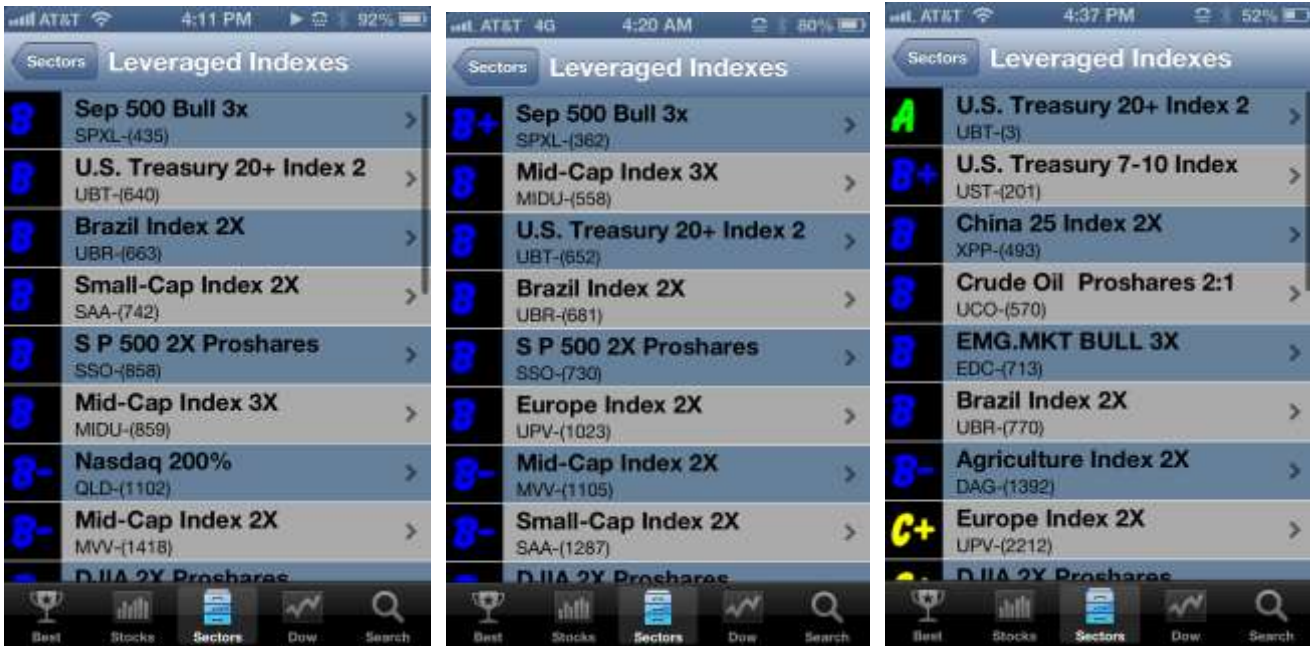 AT&T 4:11 PM 92%
Sectors Leveraged Indexes
B Sep 500 Bull 3x
SPXL-(435)
B U.S. Treasury 20+ Index 2
UBT-(640)
B Brazil Index 2X
UBR-(663)
B Small-Cap Index 2X
SAA-(742)
B S P 500 2X Proshares
SSO-(858)
B Mid-Cap Index 3X
MIDU-(859)
B- Nasdaq 200%
QLD-(1102)
B- Mid-Cap Index 2X
MVV-(1418)
DJIA 2X Proshares
Best Stocks Sectors Dow Search
AT&T 4G 4:20 AM 80%
Sectors Leveraged Indexes
B+ Sep 500 Bull 3x
SPXL-(362)
B Mid-Cap Index 3X
MIDU-(558)
B U.S. Treasury 20+ Index 2
UBT-(652)
B Brazil Index 2X
UBR-(681)
B S P 500 2X Proshares
SSO-(730)
B Europe Index 2X
UPV-(1023)
B- Mid-Cap Index 2X
MVV-(1105)
B- Small-Cap Index 2X
SAA-(1287)
DJIA 2X Proshares
Best Stocks Sectors Dow Search
AT&T 4:37 PM 52%
Sectors Leveraged Indexes
A U.S. Treasury 20+ Index 2
UBT-(3)
B+ U.S. Treasury 7-10 Index
UST-(201)
B China 25 Index 2X
XPP-(493)
B Crude Oil Proshares 2:1
UCO-(570)
B EMG.MKT BULL 3X
EDC-(713)
B Brazil Index 2X
UBR-(770)
B- Agriculture Index 2X
DAG-(1392)
C+ Europe Index 2X
UPV-(2212)
DJIA 2X Proshares
Best Stocks Sectors Dow Search